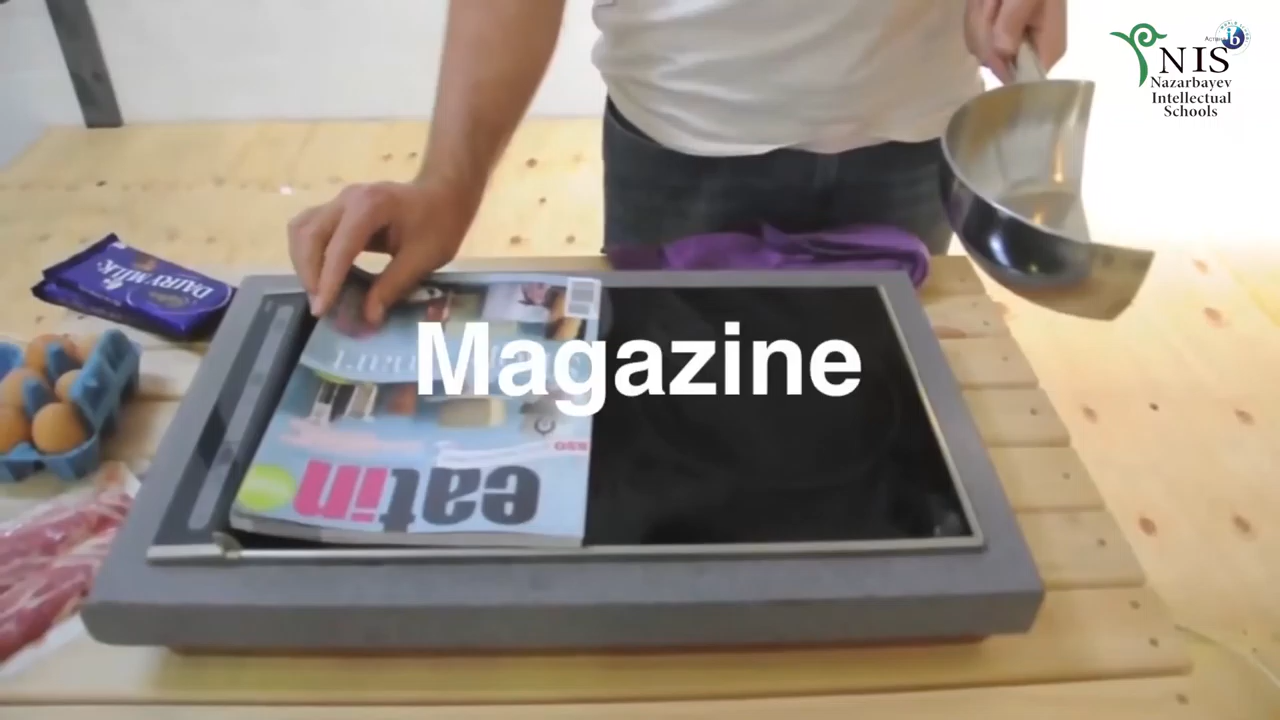 NIS
Nazarbayev
Intellectual
Schools
DAIRY MILK
Magazine
eatin